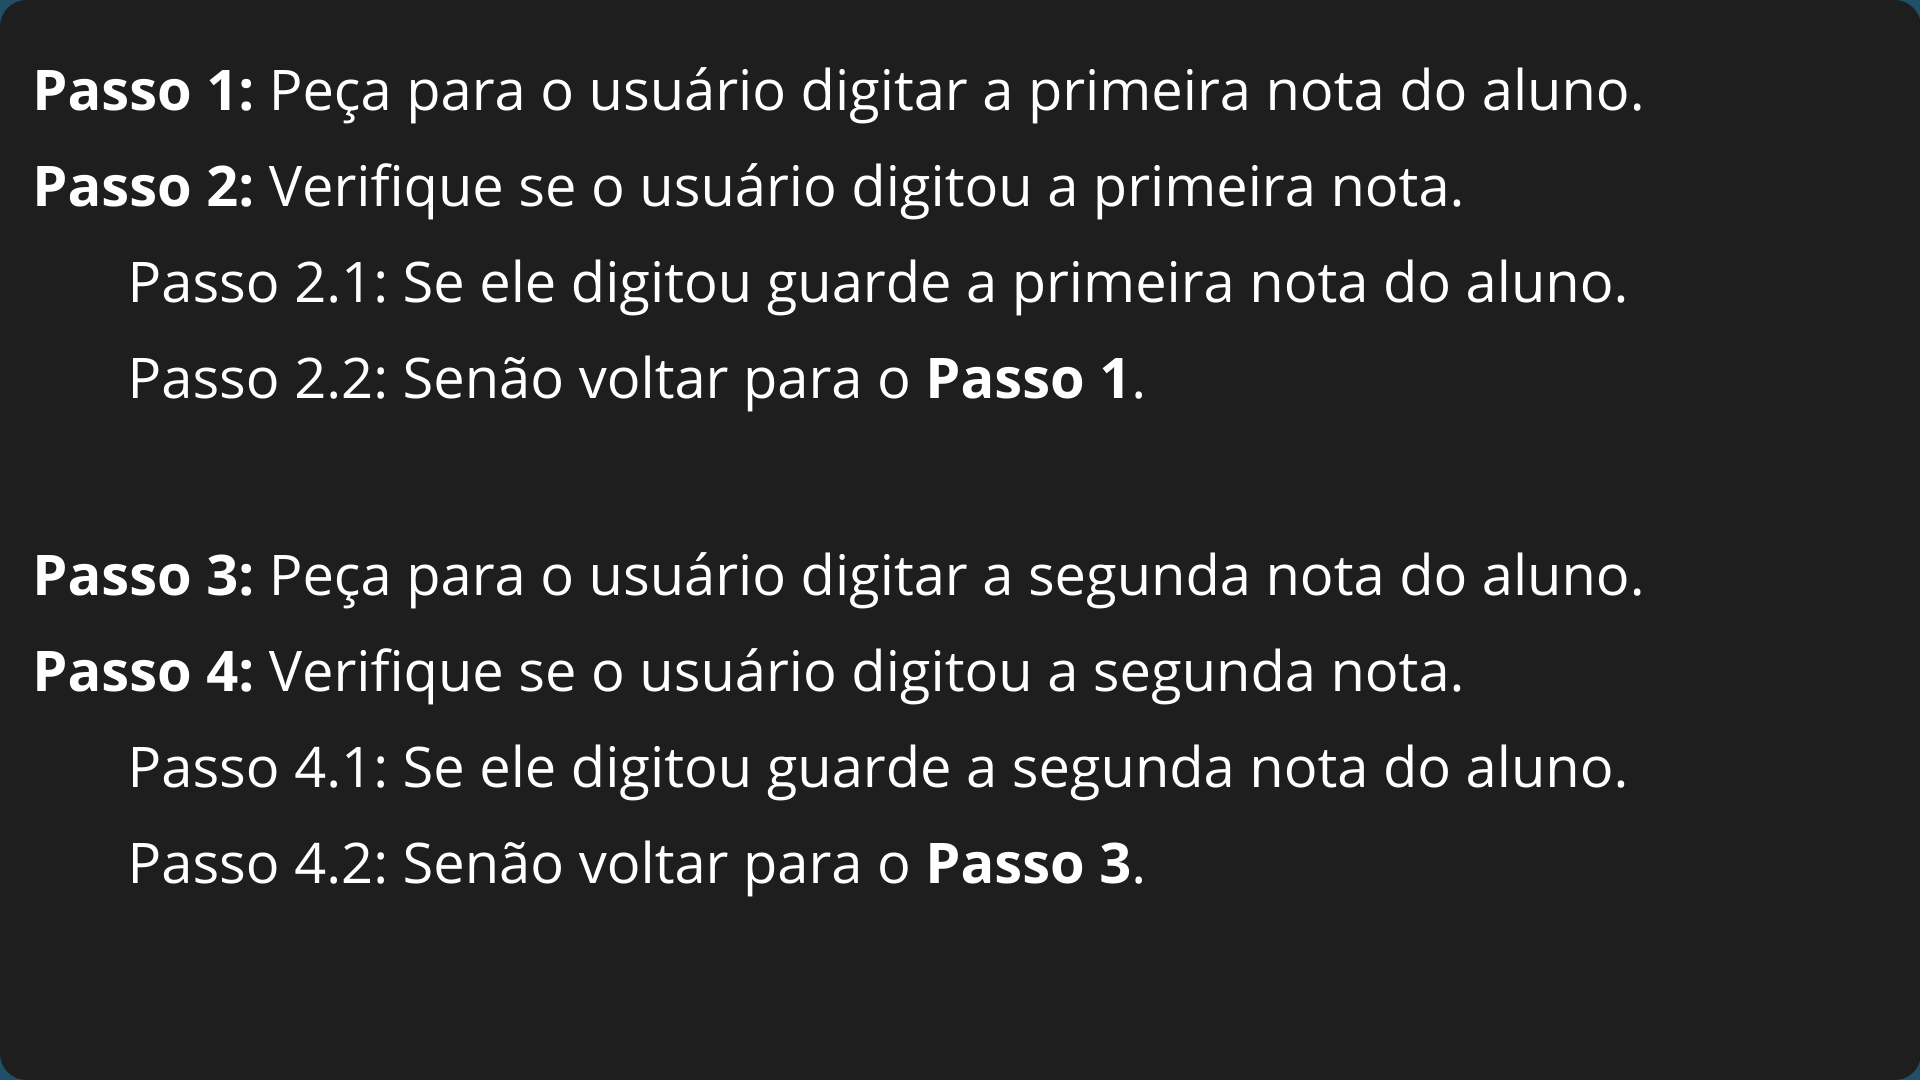 Passo 1: Peça para o usuário digitar a primeira nota do aluno.
Passo 2: Verifique se o usuário digitou a primeira nota.
Passo 2.1: Se ele digitou guarde a primeira nota do aluno.
Passo 2.2: Senão voltar para o Passo 1.
Passo 3: Peça para o usuário digitar a segunda nota do aluno.
Passo 4: Verifique se o usuário digitou a segunda nota.
Passo 4.1: Se ele digitou guarde a segunda nota do aluno.
Passo 4.2: Senão voltar para o Passo 3.